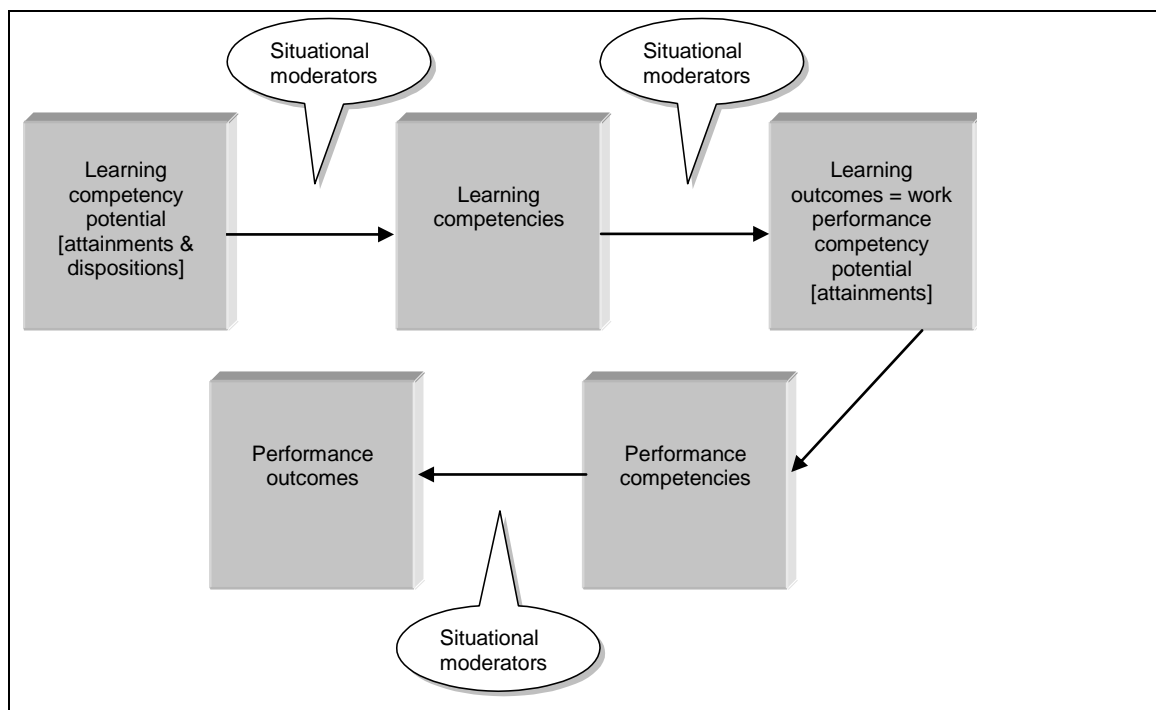 Situational
moderators
Situational
moderators
Learning
competency
potential
[attainments &
dispositions]
Learning
competencies
Learning
outcomes = work
performance
competency
potential
[attainments]
Performance
outcomes
Performance
competencies
Situational
moderators